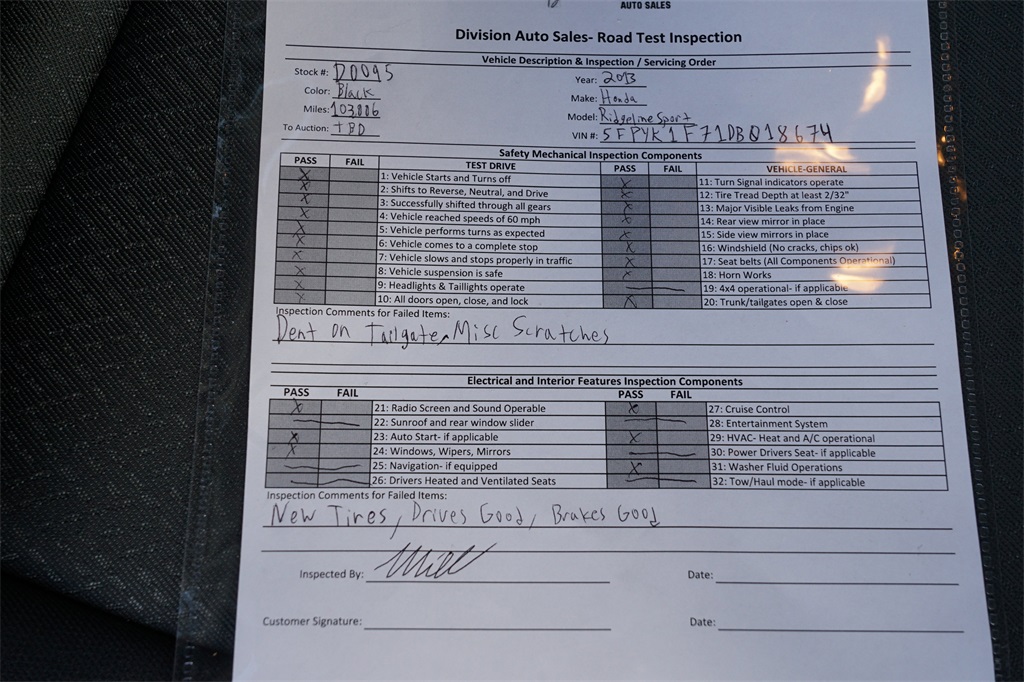 AUTO SALES
Division Auto Sales- Road Test Inspection
Vehicle Description & Inspection / Servicing Order
Stock #: D0095
Year: 2013
Color: Black
Make: Honda
Miles: 103,006
Model: Ridgeline Sport
To Auction: TBD
VIN #: 5FPYK1F71DB018674
Safety Mechanical Inspection Components
PASS FAIL TEST DRIVE PASS FAIL VEHICLE-GENERAL
X 1: Vehicle Starts and Turns off X 11: Turn Signal indicators operate
X 2: Shifts to Reverse, Neutral, and Drive X 12: Tire Tread Depth at least 2/32"
X 3: Successfully shifted through all gears X 13: Major Visible Leaks from Engine
X 4: Vehicle reached speeds of 60 mph X 14: Rear view mirror in place
X 5: Vehicle performs turns as expected X 15: Side view mirrors in place
X 6: Vehicle comes to a complete stop X 16: Windshield (No cracks, chips ok)
X 7: Vehicle slows and stops properly in traffic X 17: Seat belts (All Components Operational)
X 8: Vehicle suspension is safe X 18: Horn Works
X 9: Headlights & Taillights operate 19: 4x4 operational- if applicable
X 10: All doors open, close, and lock X 20: Trunk/tailgates open & close
Inspection Comments for Failed Items:
Dent on Tailgate, Misc Scratches
Electrical and Interior Features Inspection Components
PASS FAIL PASS FAIL
X 21: Radio Screen and Sound Operable X 27: Cruise Control
22: Sunroof and rear window slider 28: Entertainment System
X 23: Auto Start- if applicable X 29: HVAC- Heat and A/C operational
X 24: Windows, Wipers, Mirrors 30: Power Drivers Seat- if applicable
25: Navigation- if equipped X 31: Washer Fluid Operations
26: Drivers Heated and Ventilated Seats 32: Tow/Haul mode- if applicable
Inspection Comments for Failed Items:
New Tires, Drives Good, Brakes Good
Inspected By:
Date:
Customer Signature:
Date: